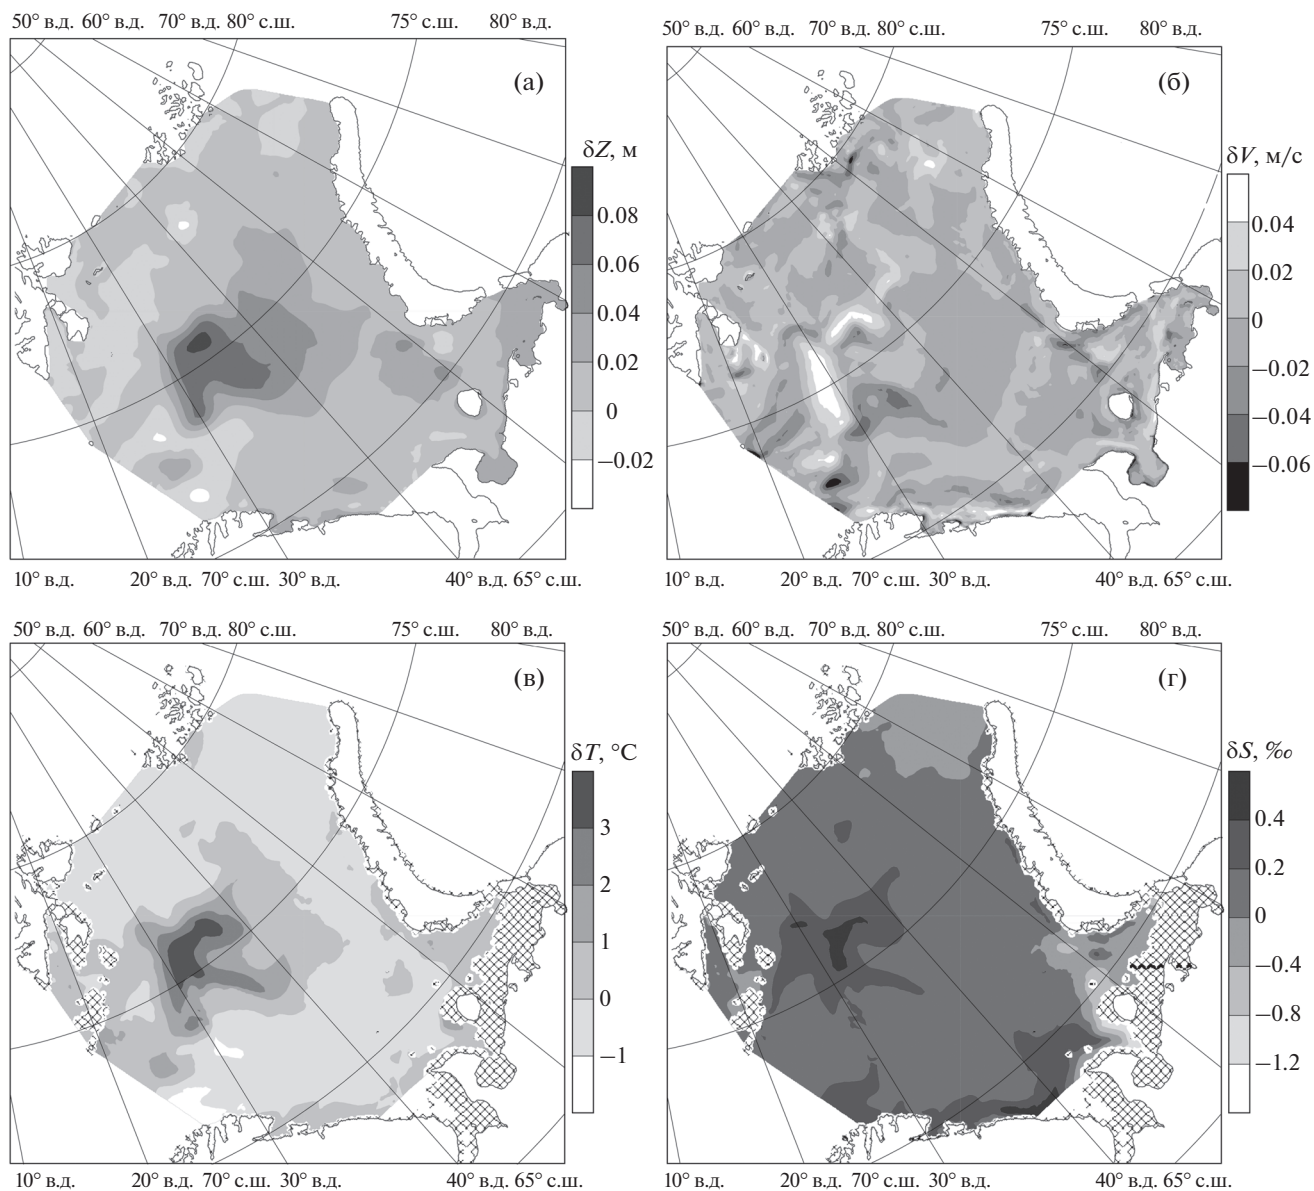 50° в.д. 60° в.д. 70° в.д. 80° с.ш. 75° с.ш. 80° в.д.
(а)
δZ, м
0.08
0.06
0.04
0.02
0
−0.02
10° в.д. 20° в.д. 70° с.ш. 30° в.д. 40° в.д. 65° с.ш.
50° в.д. 60° в.д. 70° в.д. 80° с.ш. 75° с.ш. 80° в.д.
(б)
δV, м/с
0.04
0.02
0
−0.02
−0.04
−0.06
10° в.д. 20° в.д. 70° с.ш. 30° в.д. 40° в.д. 65° с.ш.
50° в.д. 60° в.д. 70° в.д. 80° с.ш. 75° с.ш. 80° в.д.
(в)
δT, °C
3
2
1
0
−1
10° в.д. 20° в.д. 70° с.ш. 30° в.д. 40° в.д. 65° с.ш.
50° в.д. 60° в.д. 70° в.д. 80° с.ш. 75° с.ш. 80° в.д.
(г)
δS, ‰
0.4
0.2
0
−0.4
−0.8
−1.2
10° в.д. 20° в.д. 70° с.ш. 30° в.д. 40° в.д. 65° с.ш.